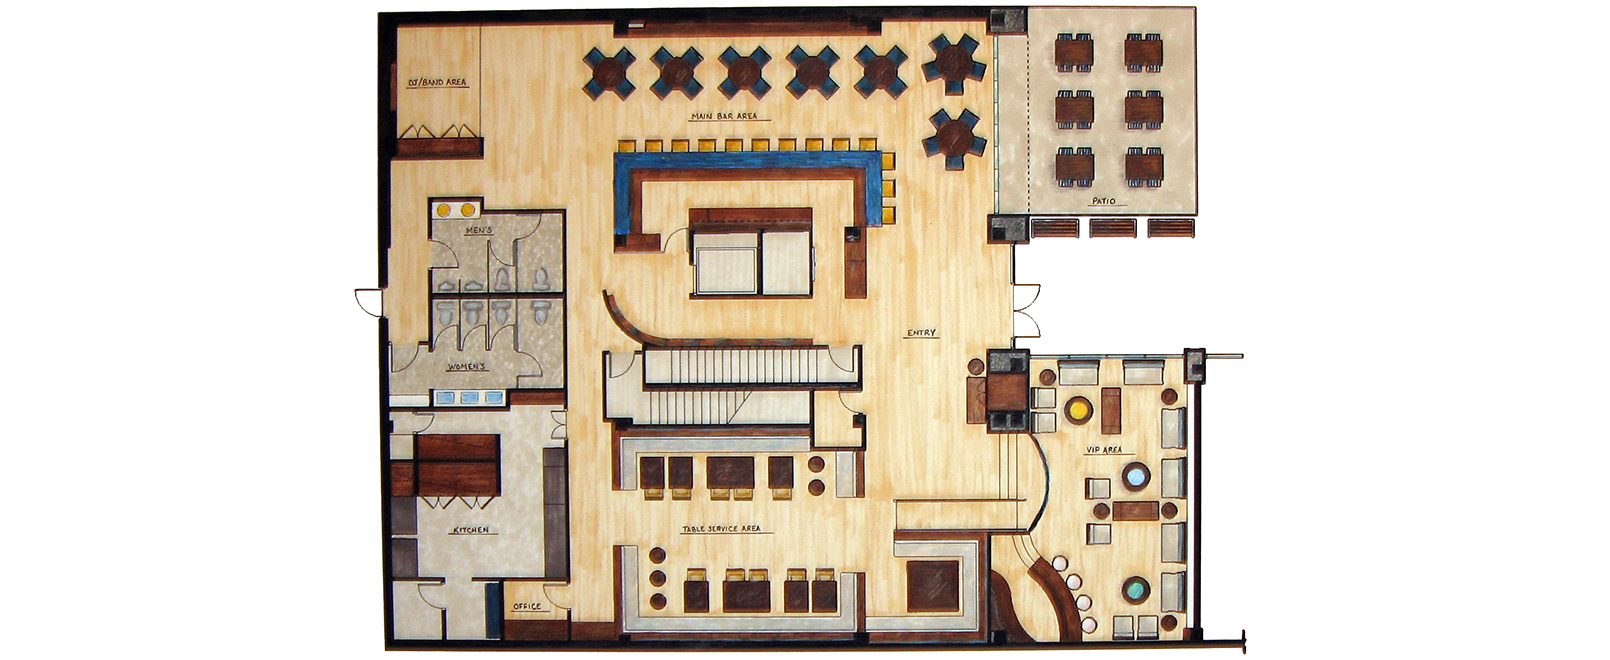 DJ/BAND AREA
MAIN BAR AREA
PATIO
MEN'S
ENTRY
WOMEN'S
VIP AREA
KITCHEN
TABLE SERVICE AREA
OFFICE